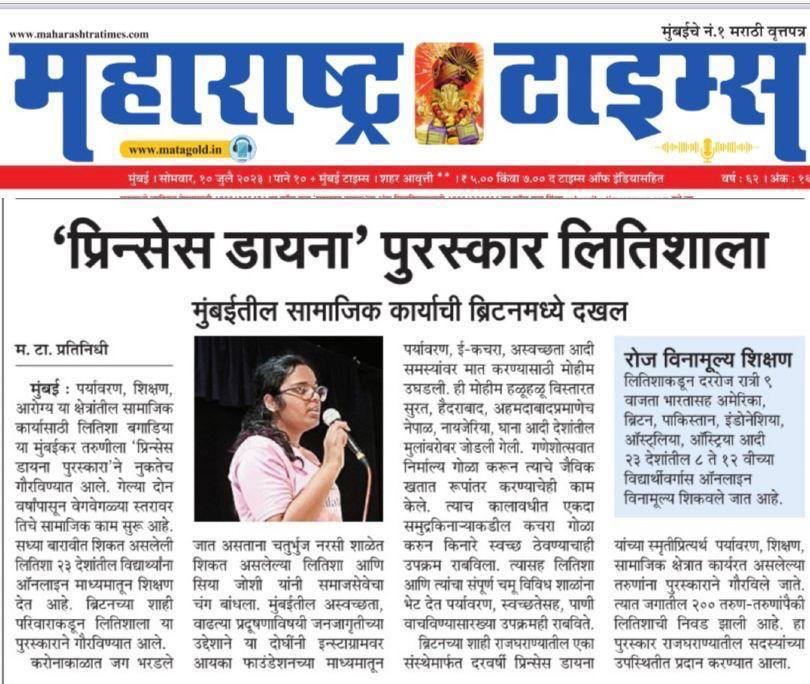 www.maharashtratimes.com
मुंबईचे नं.१ मराठी वृत्तपत्र
महाराष्ट्र टाइम्स
www.matagold.in
मुंबई । सोमवार, १० जुलै २०२३ । पाने १० + मुंबई टाइम्स । शहर आवृत्ती ** । ₹ ५.०० किंवा ७.०० द टाइम्स ऑफ इंडियासहित वर्ष : ६२ । अंक :
‘प्रिन्सेस डायना’ पुरस्कार लितिशाला
मुंबईतील सामाजिक कार्याची ब्रिटनमध्ये दखल
म. टा. प्रतिनिधी
मुंबई : पर्यावरण, शिक्षण,
आरोग्य या क्षेत्रांतील सामाजिक
कार्यासाठी लितिशा बगाडिया
या मुंबईकर तरुणीला ‘प्रिन्सेस
डायना पुरस्कारा’ने नुकतेच
गौरविण्यात आले. गेल्या दोन
वर्षांपासून वेगवेगळ्या स्तरावर
तिचे सामाजिक काम सुरू आहे.
सध्या बारावीत शिकत असलेली
लितिशा २३ देशांतील विद्यार्थ्यांना
ऑनलाइन माध्यमातून शिक्षण
देत आहे. ब्रिटनच्या शाही
परिवाराकडून लितिशाला या
पुरस्काराने गौरविण्यात आले.
करोनाकाळात जग भरडले
जात असताना चतुर्भुज नरसी शाळेत
शिकत असलेल्या लितिशा आणि
सिया जोशी यांनी समाजसेवेचा
चंग बांधला. मुंबईतील अस्वच्छता,
वाढत्या प्रदूषणाविषयी जनजागृतीच्या
उद्देशाने या दोघींनी इन्स्टाग्रामवर
आयका फाउंडेशनच्या माध्यमातून
पर्यावरण, ई-कचरा, अस्वच्छता आदी
समस्यांवर मात करण्यासाठी मोहीम
उघडली. ही मोहीम हळूहळू विस्तारत
सुरत, हैदराबाद, अहमदाबादप्रमाणेच
नेपाळ, नायजेरिया, घाना आदी देशांतील
मुलांबरोबर जोडली गेली. गणेशोत्सवात
निर्माल्य गोळा करून त्याचे जैविक
खतात रूपांतर करण्याचेही काम
केले. त्याच कालावधीत एकदा
समुद्रकिनाऱ्याकडील कचरा गोळा
करुन किनारे स्वच्छ ठेवण्याचाही
उपक्रम राबविला. त्यासह लितिशा
आणि त्यांचा संपूर्ण चमू विविध शाळांना
भेट देत पर्यावरण, स्वच्छतेसह, पाणी
वाचविण्यासारख्या उपक्रमही राबविते.
ब्रिटनच्या शाही राजघराण्यातील एका
संस्थेमार्फत दरवर्षी प्रिन्सेस डायना
रोज विनामूल्य शिक्षण
लितिशाकडून दररोज रात्री ९
वाजता भारतासह अमेरिका,
ब्रिटन, पाकिस्तान, इंडोनेशिया,
ऑस्ट्रेलिया, ऑस्ट्रिया आदी
२३ देशांतील ८ ते १२ वीच्या
विद्यार्थीवर्गास ऑनलाइन
विनामूल्य शिकवले जात आहे.
यांच्या स्मृतीप्रित्यर्थ पर्यावरण, शिक्षण,
सामाजिक क्षेत्रात कार्यरत असलेल्या
तरुणांना पुरस्काराने गौरविले जाते.
त्यात जगातील २०० तरुण-तरुणांपैकी
लितिशाची निवड झाली आहे. हा
पुरस्कार राजघराण्यातील सदस्यांच्या
उपस्थितीत प्रदान करण्यात आला.